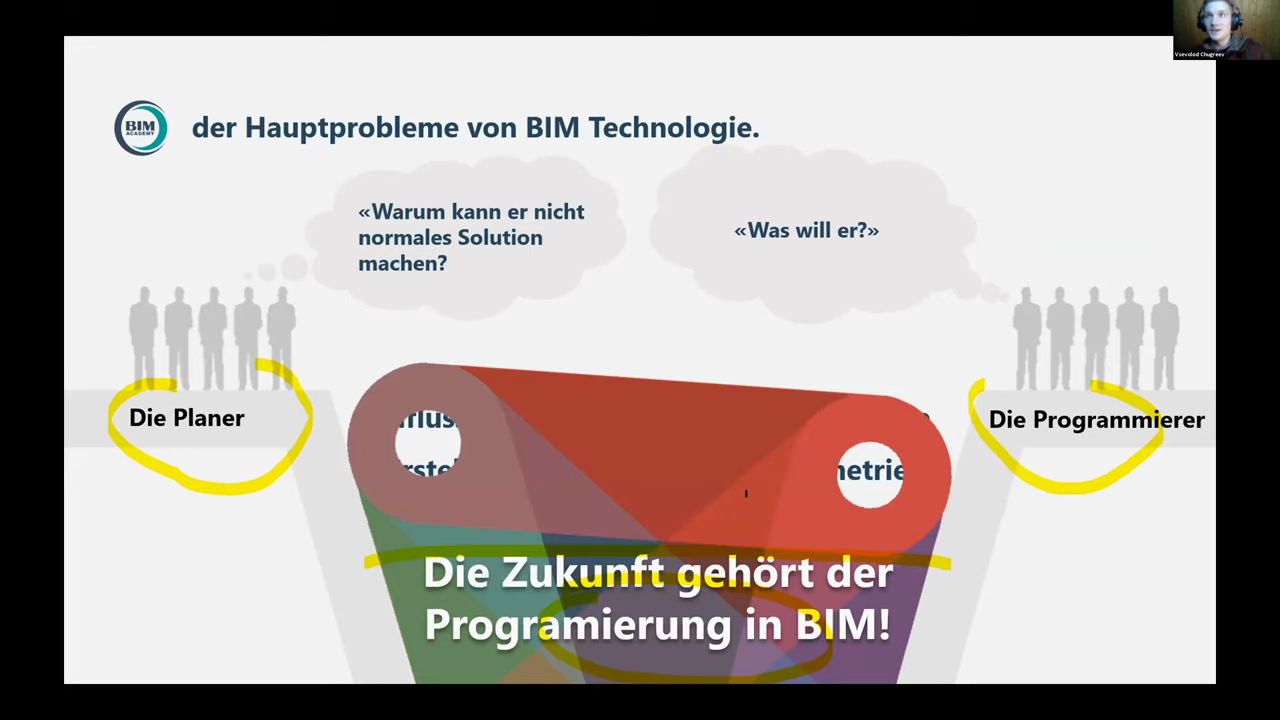 Vsevolod Chugreev
BIM
ACADEMY
der Hauptprobleme von BIM Technologie.
«Warum kann er nicht
normales Solution
machen?
«Was will er?»
Die Planer
Die Programmierer
Die Zukunft gehört der
Programierung in BIM!